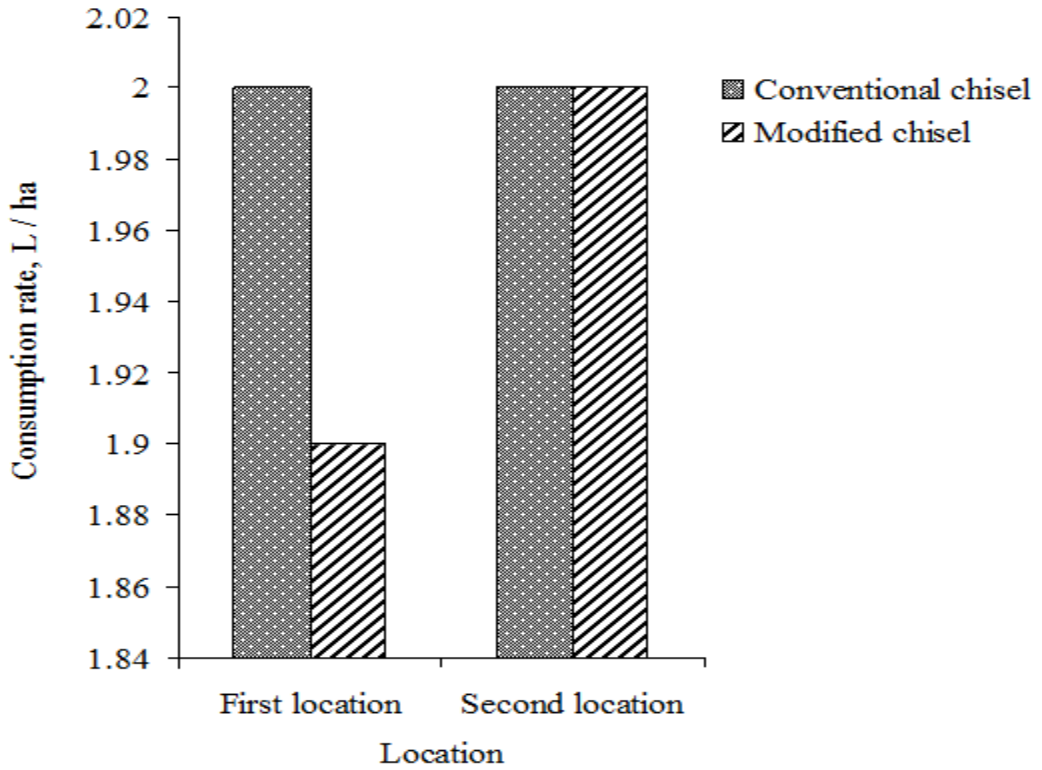 2.02
2
1.98
1.96
1.94
1.92
1.9
1.88
1.86
1.84
Consumption rate, L / ha
First location
Second location
Location
Conventional chisel
Modified chisel